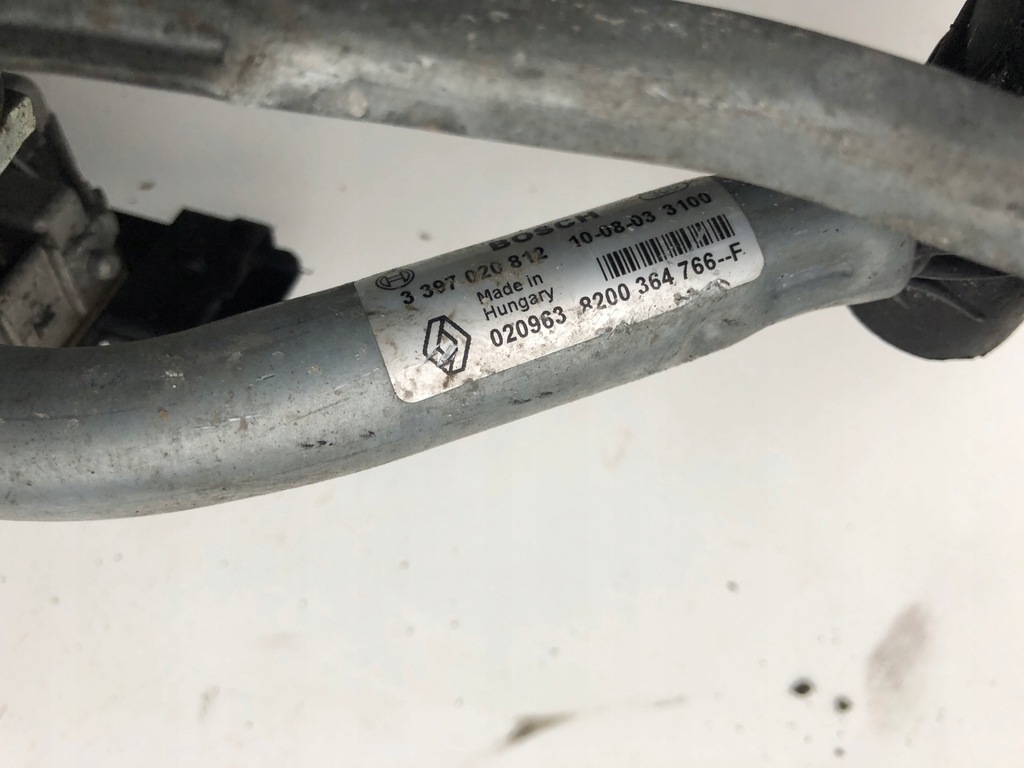 BOSCH
3 397 020 812 10-08-03 3100
Made in
Hungary
020963 8200 364 766--F